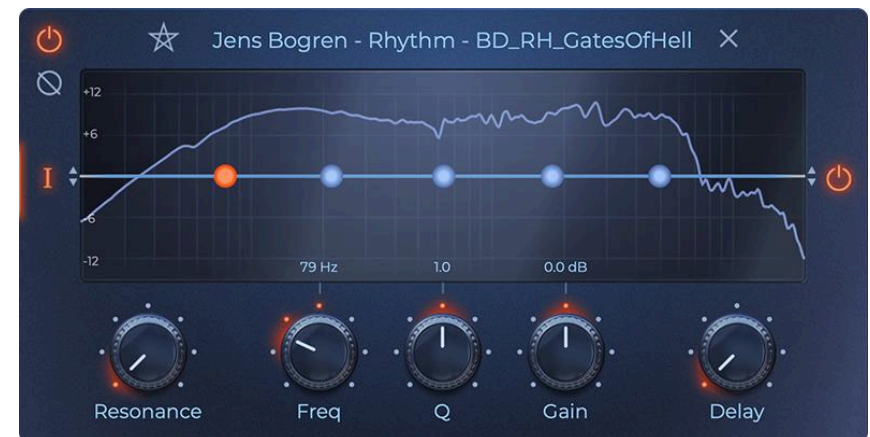 Jens Bogren - Rhythm - BD_RH_GatesOfHell
+12
+6
I
-6
-12
79 Hz 1.0 0.0 dB
Resonance Freq Q Gain Delay